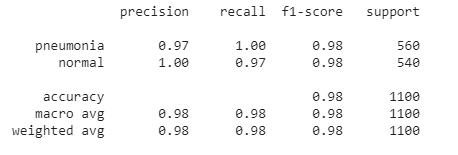 precision recall f1-score support
pneumonia 0.97 1.00 0.98 560
normal 1.00 0.97 0.98 540
accuracy 0.98 1100
macro avg 0.98 0.98 0.98 1100
weighted avg 0.98 0.98 0.98 1100